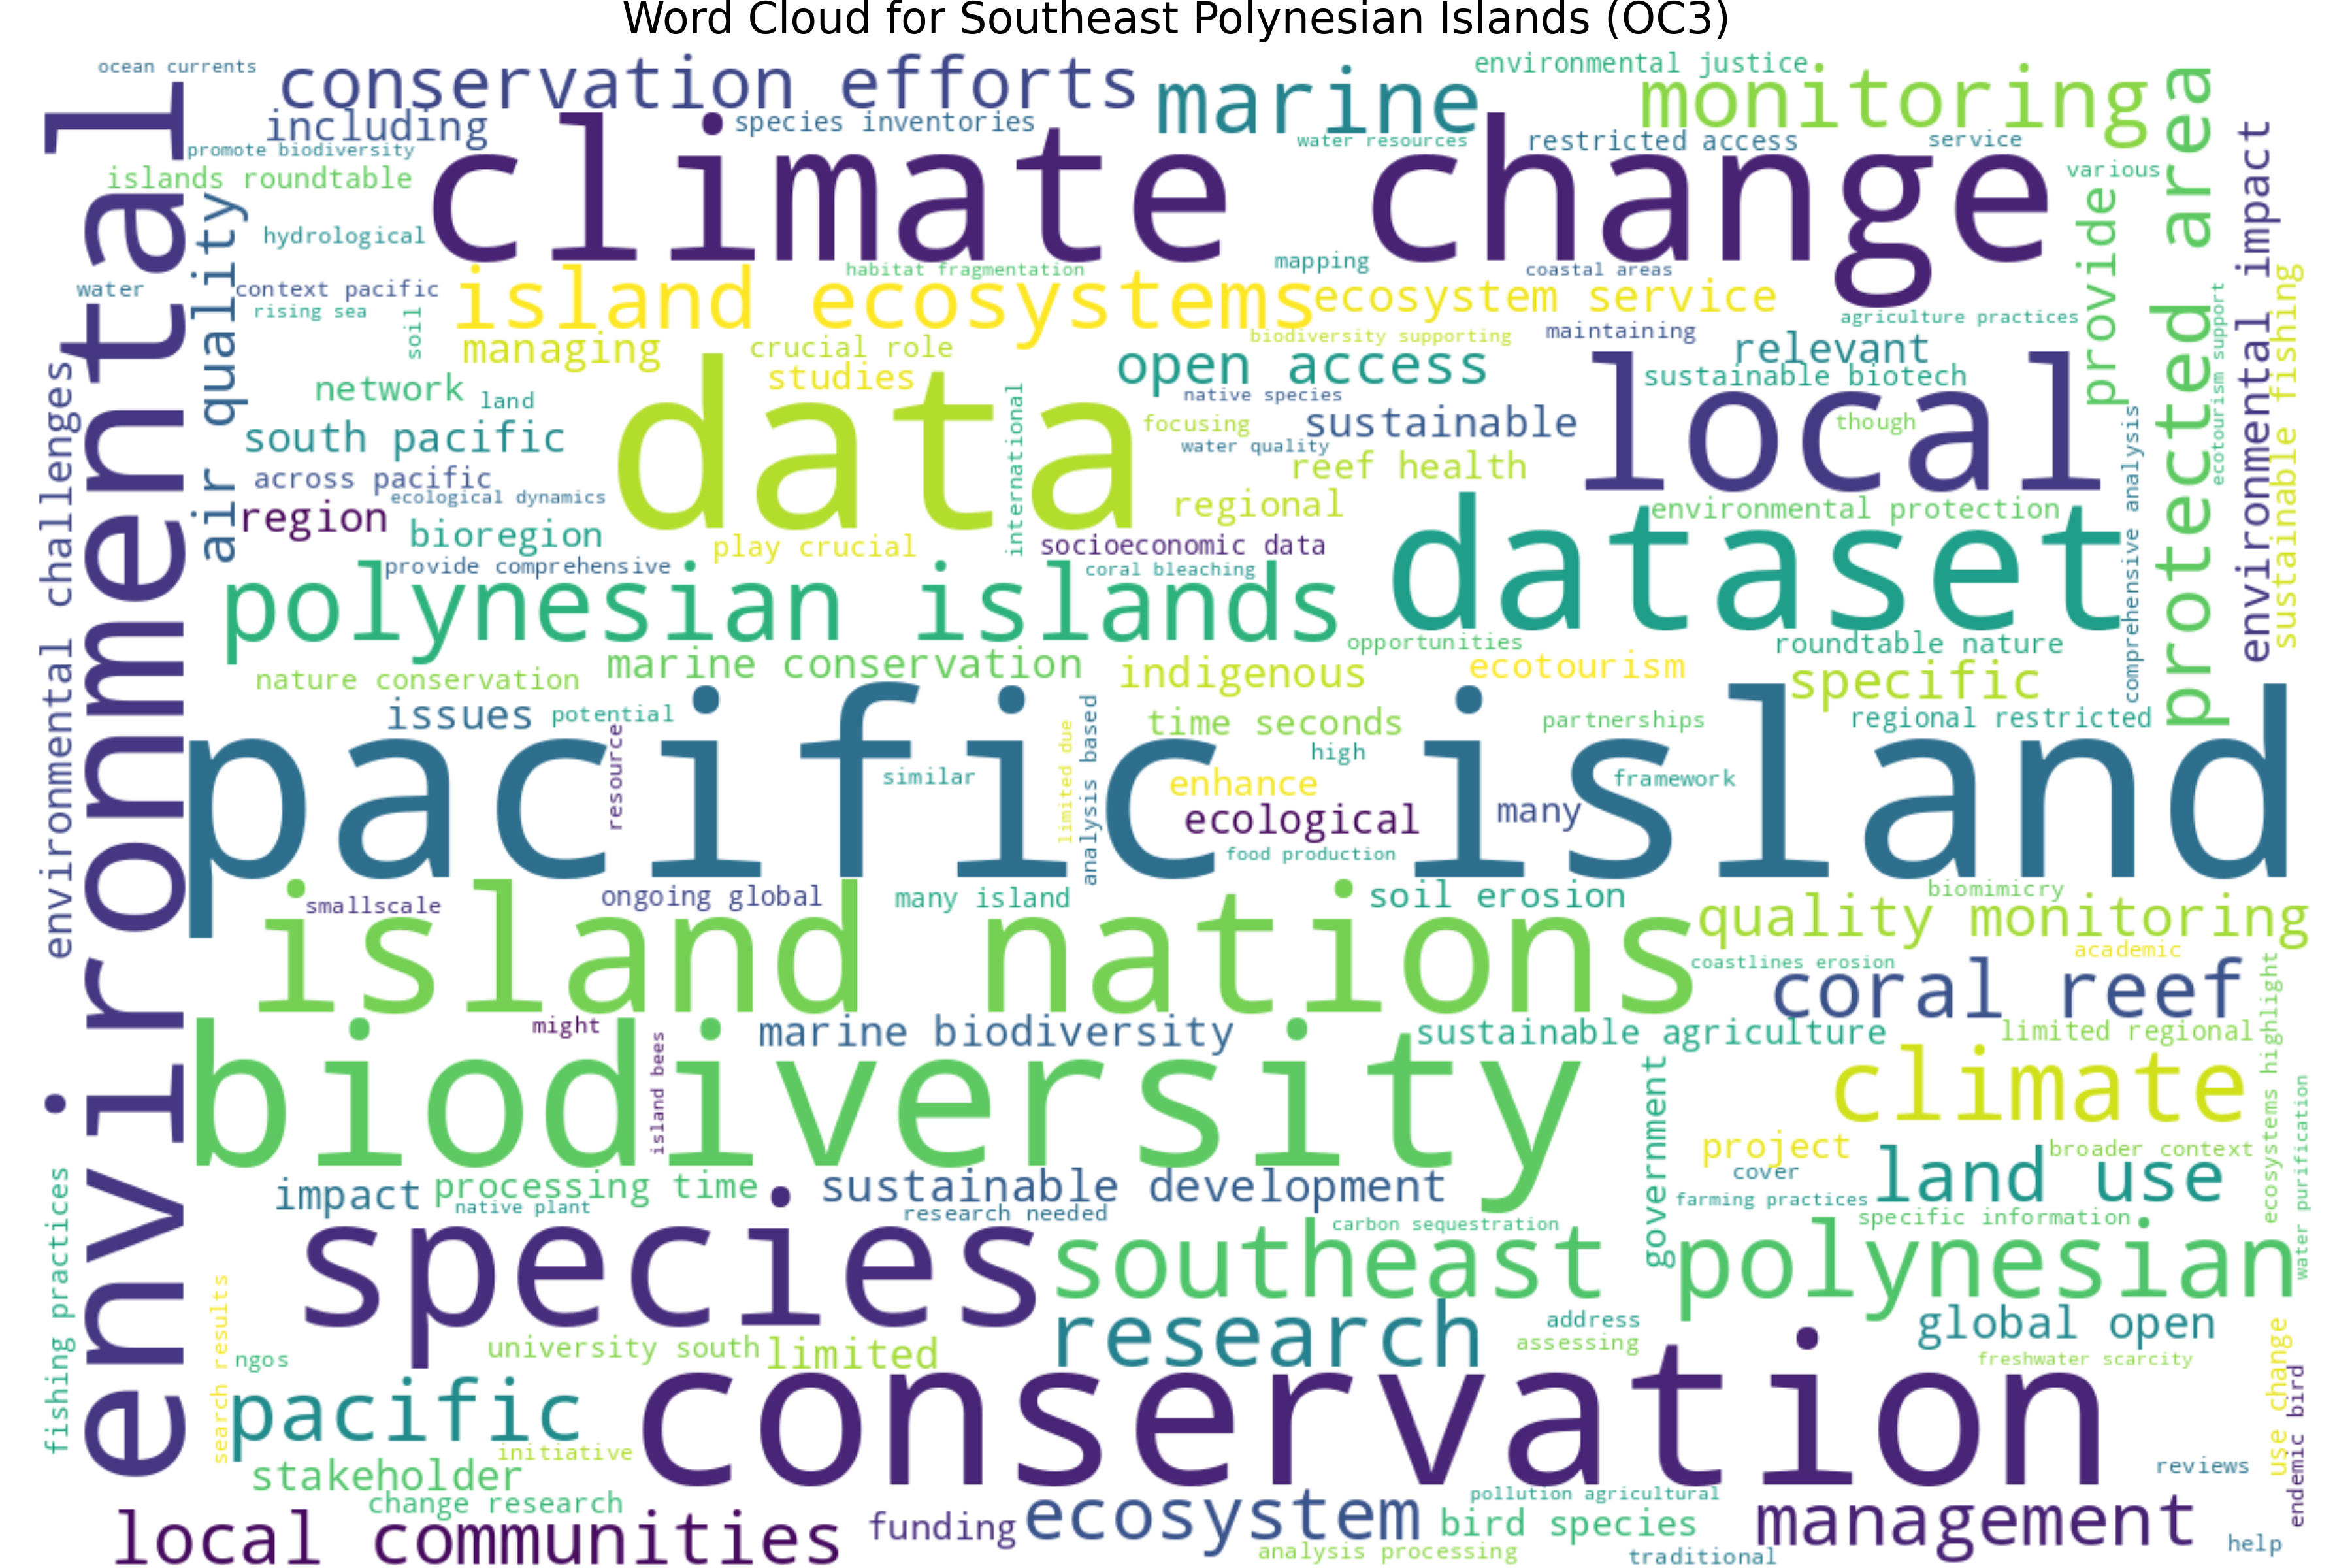 Word Cloud for Southeast Polynesian Islands (OC3)
ocean currents
conservation efforts
marine
environmental justice
monitoring
including
species inventories
water resources
restricted access
service
promote biodiversity
climate change
various
islands roundtable
hydrological
air quality
environmental
provide
protected area
environmental impact
sustainable fishing
ecotourism support
water
context pacific
rising sea
soil
habitat fragmentation
mapping
coastal areas
island ecosystems
ecosystem service
biodiversity supporting
maintaining
agriculture practices
managing
crucial role
studies
open access
relevant
sustainable biotech
network
land
data
international
native species
focusing
sustainable
local
though
south pacific
water quality
reef health
across pacific
ecological dynamics
regional
region
bioregion
play crucial
socioeconomic data
dataset
environmental protection
comprehensive analysis
environmental challenges
provide comprehensive
coral bleaching
polynesian islands
opportunities
roundtable nature
nature conservation
marine conservation
indigenous
ecotourism
specific
issues
potential
time seconds
partnerships
regional restricted
pacific island
resource
similar
limited due
analysis based
high
enhance
framework
ecological
many
food production
smallscale
ongoing global
many island
soil erosion
biomimicry
island nations
quality monitoring
academic
coastlines erosion
coral reef
might
island bees
marine biodiversity
sustainable agriculture
limited regional
ecosystems highlight
biodiversity
government
climate
water purification
project
broader context
cover
land use
farming practices
impact
processing time
native plant
sustainable development
research needed
carbon sequestration
specific information
species
southeast
polynesian
fishing practices
search results
research
address
assessing
global open
university south
limited
ngos
freshwater scarcity
use change
endemic bird
pacific
initiative
conservation
stakeholder
reviews
change research
pollution agricultural
local communities
funding
ecosystem
bird species
management
analysis processing
traditional
help